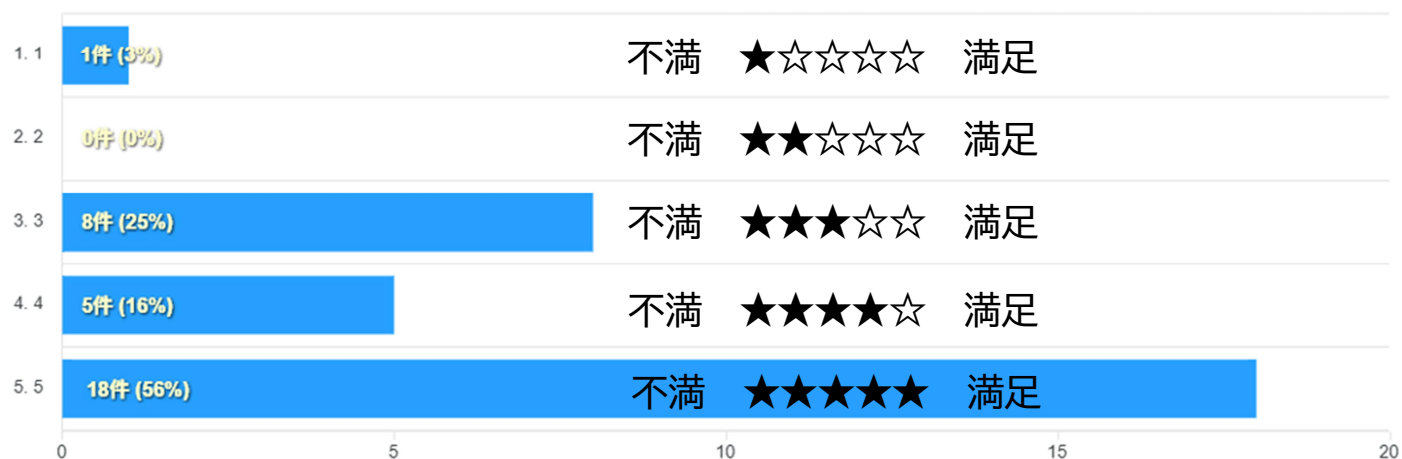 1. 1 1件 (3%) 不満 ★☆☆☆☆ 満足
2. 2 0件 (0%) 不満 ★★☆☆☆ 満足
3. 3 8件 (25%) 不満 ★★★☆☆ 満足
4. 4 5件 (16%) 不満 ★★★★☆ 満足
5. 5 18件 (56%) 不満 ★★★★★ 満足
0 5 10 15 20